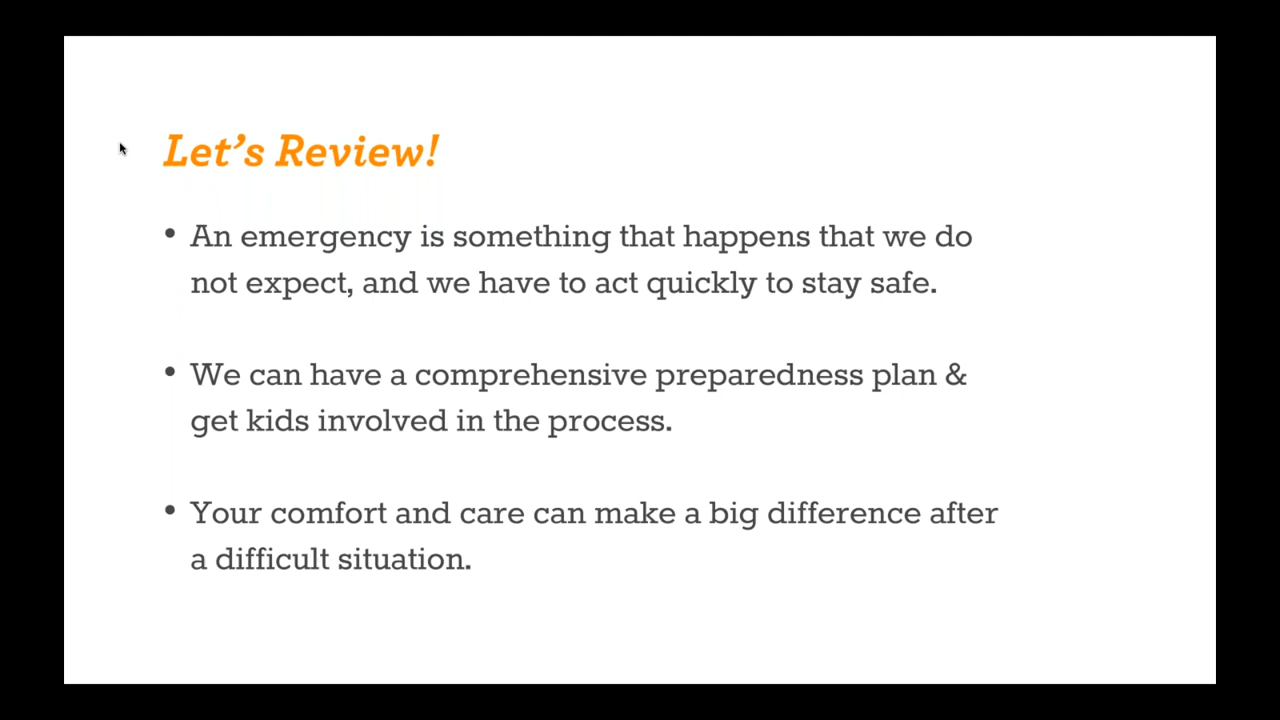 Let’s Review!
• An emergency is something that happens that we do
not expect, and we have to act quickly to stay safe.
• We can have a comprehensive preparedness plan &
get kids involved in the process.
• Your comfort and care can make a big difference after
a difficult situation.